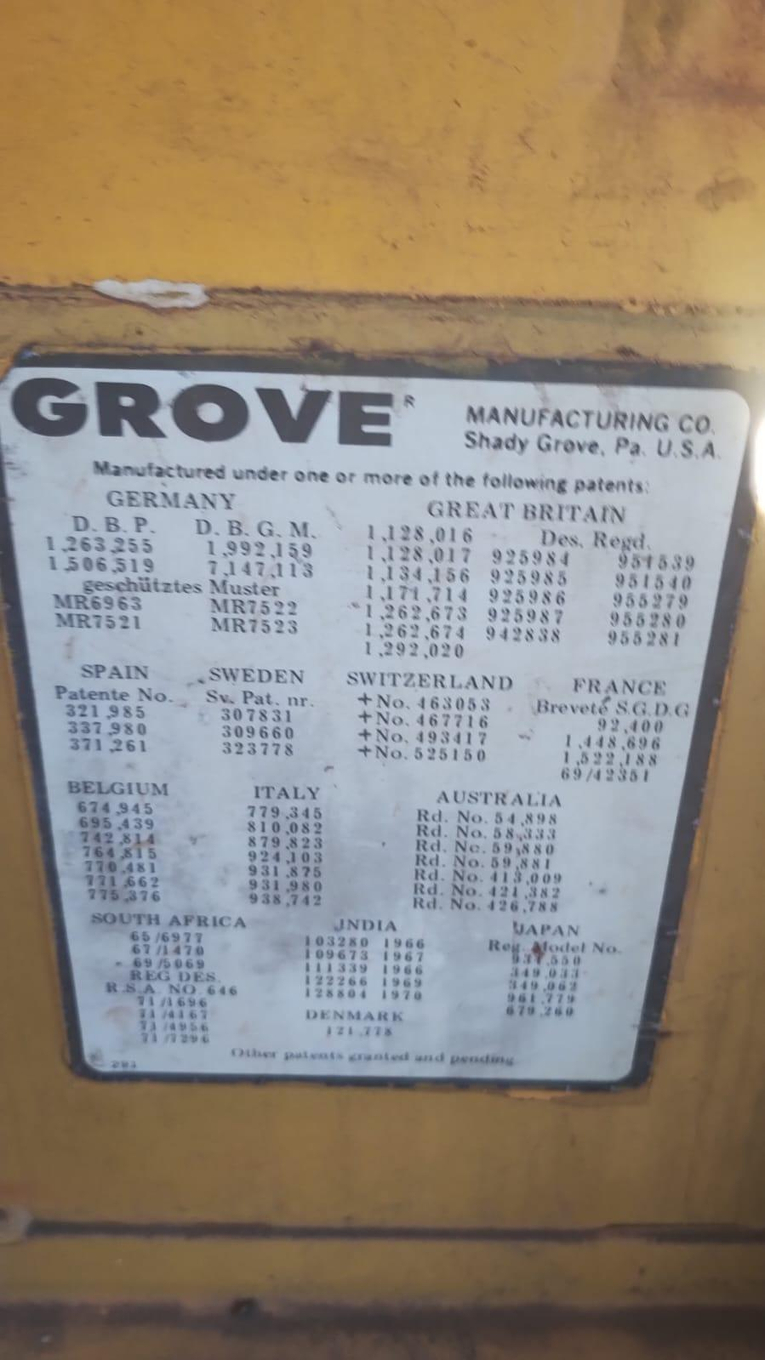 GROVE R
MANUFACTURING CO.
Shady Grove, Pa. U.S.A.
Manufactured under one or more of the following patents:
GERMANY
D. B. P. D. B. G. M.
1,263,255 1,992,159
1,506,519 7,147,113
geschütztes Muster
MR6963 MR7522
MR7521 MR7523
GREAT BRITAIN
1,128,016 Des. Regd.
1,128,017 925984 951539
1,134,156 925985 951540
1,171,714 925986 955279
1,262,673 925987 955280
1,262,674 942838 955281
1,292,020
SPAIN
Patente No.
321,985
337,980
371,261
SWEDEN
Sv. Pat. nr.
307831
309660
323778
SWITZERLAND
+No. 463053
+No. 467716
+No. 493417
+No. 525150
FRANCE
Breveté S.G.D.G
92,400
1,448,696
1,522,188
69/42351
BELGIUM
674,945
695,439
742,814
764,815
770,481
771,662
775,376
ITALY
779,345
810,082
879,823
924,103
931,875
931,980
938,742
AUSTRALIA
Rd. No. 54,898
Rd. No. 58,333
Rd. No. 59,880
Rd. No. 59,881
Rd. No. 413,009
Rd. No. 421,382
Rd. No. 426,788
SOUTH AFRICA
65/6977
67/1470
69/5069
REG DES.
R.S.A. NO. 646
71/1696
71/4167
71/4956
71/7296
INDIA
103280 1966
109673 1967
111339 1966
122266 1969
128804 1970
DENMARK
121,778
JAPAN
Reg. Model No.
349,033
349,062
961,779
679,260
Other patents granted and pending